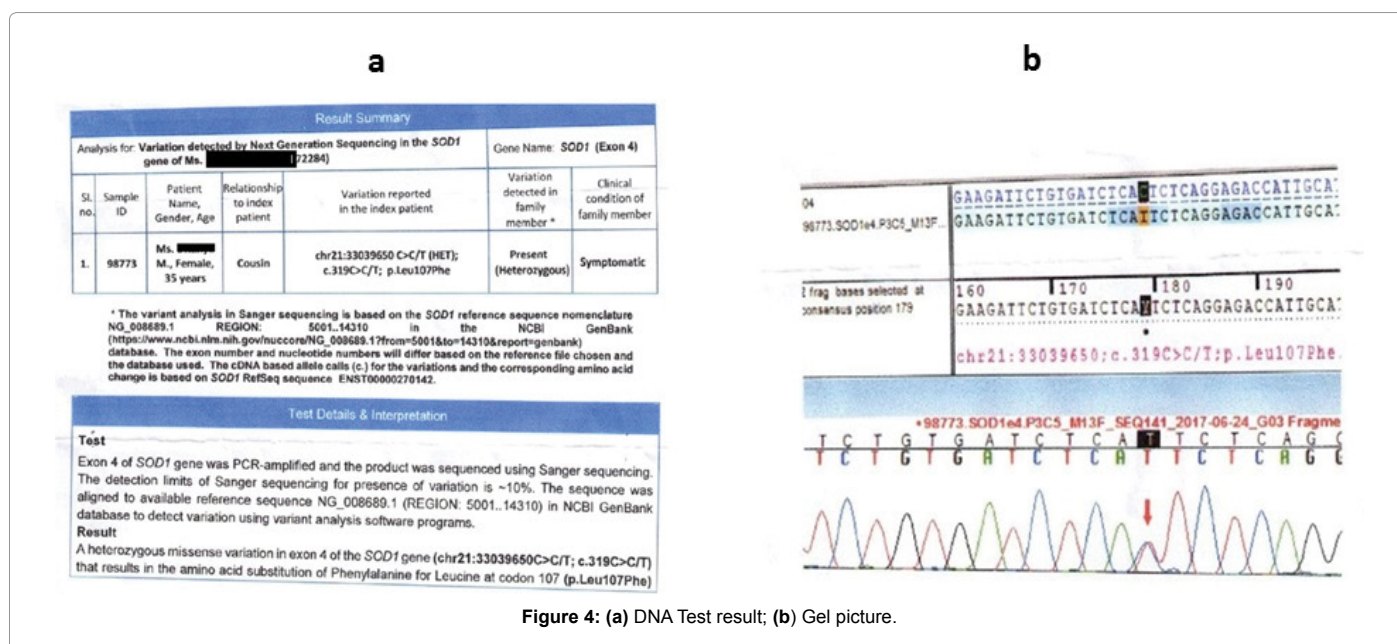 a
Result Summary
Analysis for: Variation detected by Next Generation Sequencing in the SOD1
gene of Ms. 72284)
Gene Name: SOD1 (Exon 4)
Sl. no.
Sample ID
Patient Name, Gender, Age
Relationship to index patient
Variation reported in the index patient
Variation detected in family member *
Clinical condition of family member
1.
98773
Ms.
M., Female,
35 years
Cousin
chr21:33039650 C>C/T (HET);
c.319C>C/T; p.Leu107Phe
Present
(Heterozygous)
Symptomatic
* The variant analysis in Sanger sequencing is based on the SOD1 reference sequence nomenclature
NG_008689.1 REGION: 5001..14310 in the NCBI GenBank
(https://www.ncbi.nlm.nih.gov/nuccore/NG_008689.1?from=5001&to=14310&report=genbank)
database. The exon number and nucleotide numbers will differ based on the reference file chosen and
the database used. The cDNA based allele calls (c.) for the variations and the corresponding amino acid
change is based on SOD1 RefSeq sequence ENST00000270142.
Test Details & Interpretation
Test
Exon 4 of SOD1 gene was PCR-amplified and the product was sequenced using Sanger sequencing.
The detection limits of Sanger sequencing for presence of variation is ~10%. The sequence was
aligned to available reference sequence NG_008689.1 (REGION: 5001..14310) in NCBI GenBank
database to detect variation using variant analysis software programs.
Result
A heterozygous missense variation in exon 4 of the SOD1 gene (chr21:33039650C>C/T; c.319C>C/T)
that results in the amino acid substitution of Phenylalanine for Leucine at codon 107 (p.Leu107Phe)
b
04
GAAGATTCTGTGATCTCACTCTCAGGAGACCATTGCA
98773.SOD1e4.P3C5_M13F...
GAAGATTCTGTGATCTCATTCTCAGGAGACCATTGCA
frag bases selected at
consensus position 179
160 170 180 190
GAAGATTCTGTGATCTCAYTCTCAGGAGACCATTGCA
chr21:33039650;c.319C>C/T;p.Leu107Phe.
98773.SOD1e4.P3C5_M13F_SEQ141_2017-06-24_G03 Fragme
T C T G T G A T C T C A T T C T C A G
T C T G T G A T C T C A T T C T C A G G
Figure 4: (a) DNA Test result; (b) Gel picture.